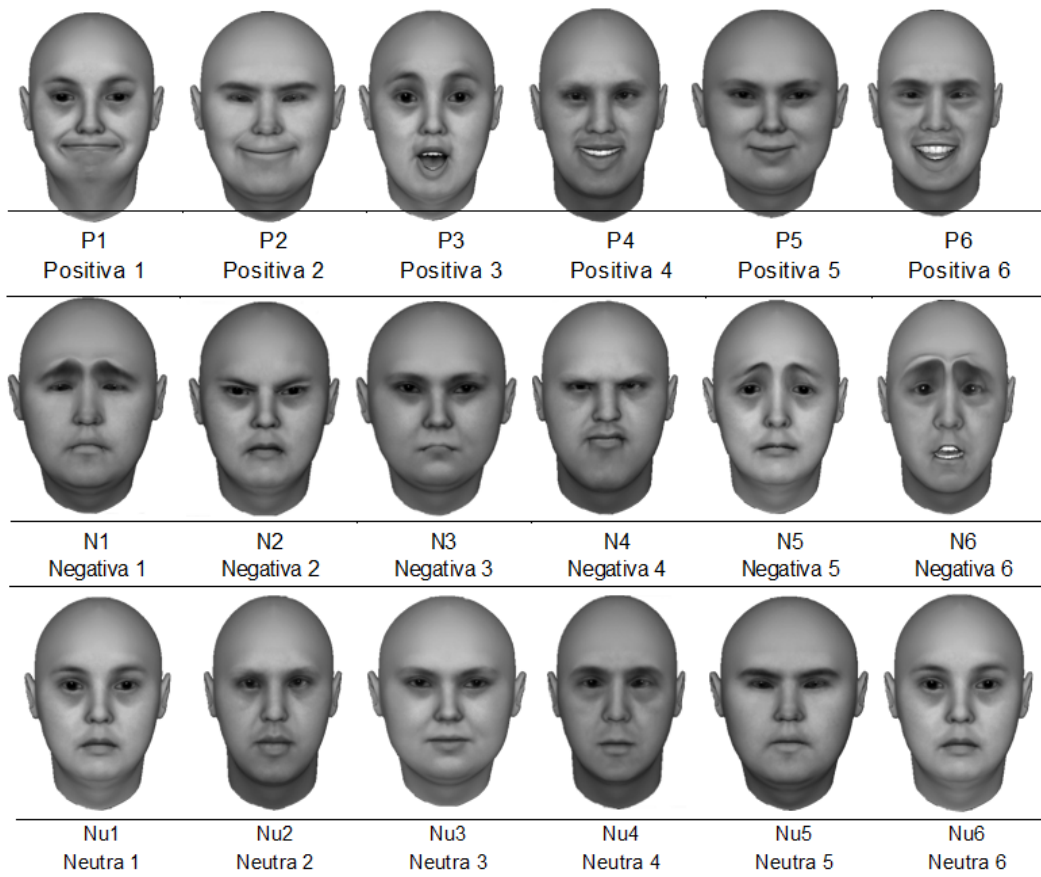 P1 P2 P3 P4 P5 P6
Positiva 1 Positiva 2 Positiva 3 Positiva 4 Positiva 5 Positiva 6
N1 N2 N3 N4 N5 N6
Negativa 1 Negativa 2 Negativa 3 Negativa 4 Negativa 5 Negativa 6
Nu1 Nu2 Nu3 Nu4 Nu5 Nu6
Neutra 1 Neutra 2 Neutra 3 Neutra 4 Neutra 5 Neutra 6